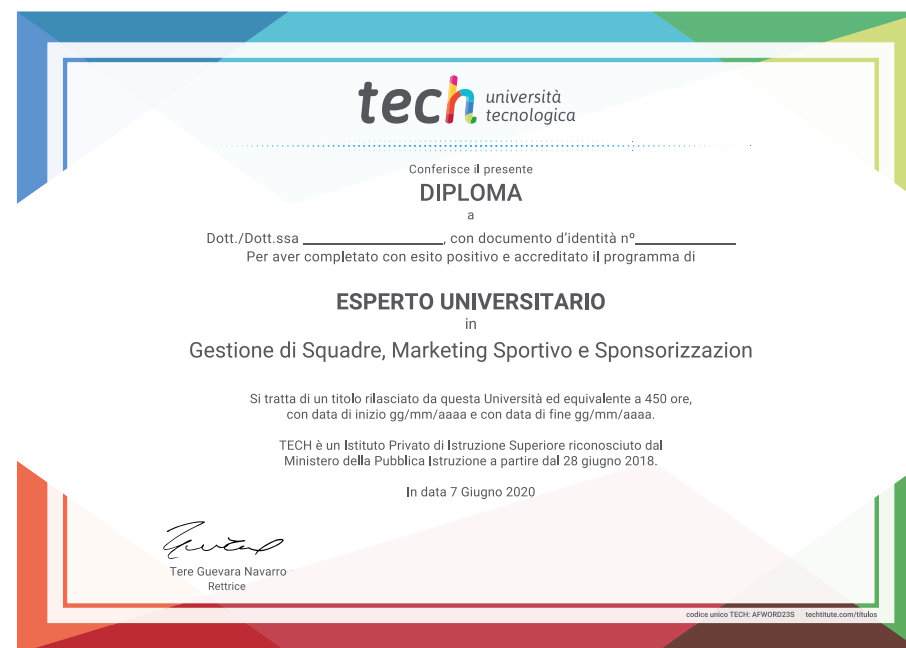 tech università
tecnologica
Conferisce il presente
DIPLOMA
a
Dott./Dott.ssa ____________________, con documento d'identità nº______________
Per aver completato con esito positivo e accreditato il programma di
ESPERTO UNIVERSITARIO
in
Gestione di Squadre, Marketing Sportivo e Sponsorizzazion
Si tratta di un titolo rilasciato da questa Università ed equivalente a 450 ore,
con data di inizio gg/mm/aaaa e con data di fine gg/mm/aaaa.
TECH è un Istituto Privato di Istruzione Superiore riconosciuto dal
Ministero della Pubblica Istruzione a partire dal 28 giugno 2018.
In data 7 Giugno 2020
Tere Guevara Navarro
Rettrice
codice unico TECH: AFWORD23S techtitute.com/titulos